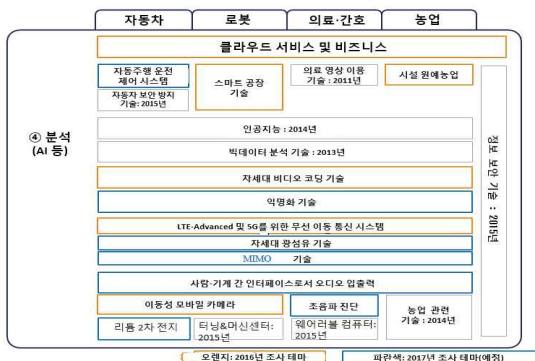 자동차 로봇 의료·간호 농업
클라우드 서비스 및 비즈니스
자동주행 운전
제어 시스템
자동자 보안 방지
기술: 2015년
스마트 공장
기술
의료 영상 이용
기술 : 2011년
시설 원예농업
④ 분석
(AI 등)
인공지능 : 2014년
빅데이터 분석 기술 : 2013년
자세대 비디오 코딩 기술
익명화 기술
LTE-Advanced 및 5G를 위한 무선 이동 통신 시스템
자세대 광섬유 기술
MIMO 기술
사람-기계 간 인터페이스로서 오디오 입출력
이동성 모바일 카메라
초음파 진단
농업 관련
기술 : 2014년
리튬 2차 전지
터닝&머신센터:
2015년
웨어러블 컴퓨터:
2015년
정보 보안 기술 : 2015년
오렌지: 2016년 조사 테마
파란색: 2017년 조사 테마(예정)